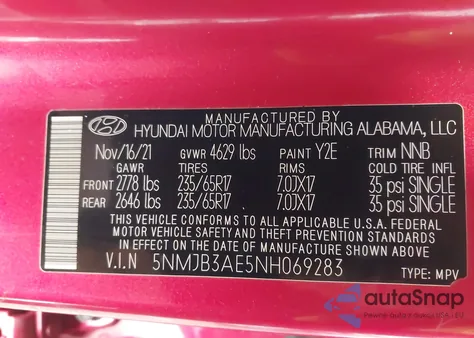 MANUFACTURED BY
HYUNDAI MOTOR MANUFACTURING ALABAMA, LLC
Nov/16/21 GVWR 4629 lbs PAINT Y2E TRIM NNB
GAWR TIRES RIMS COLD TIRE INFL
FRONT 2778 lbs 235/65R17 7.0JX17 35 psi SINGLE
REAR 2646 lbs 235/65R17 7.0JX17 35 psi SINGLE
THIS VEHICLE CONFORMS TO ALL APPLICABLE U.S.A. FEDERAL
MOTOR VEHICLE SAFETY AND THEFT PREVENTION STANDARDS
IN EFFECT ON THE DATE OF MANUFACTURE SHOWN ABOVE.
V.I.N 5NMJB3AE5NH069283 TYPE: MPV
autoSnap